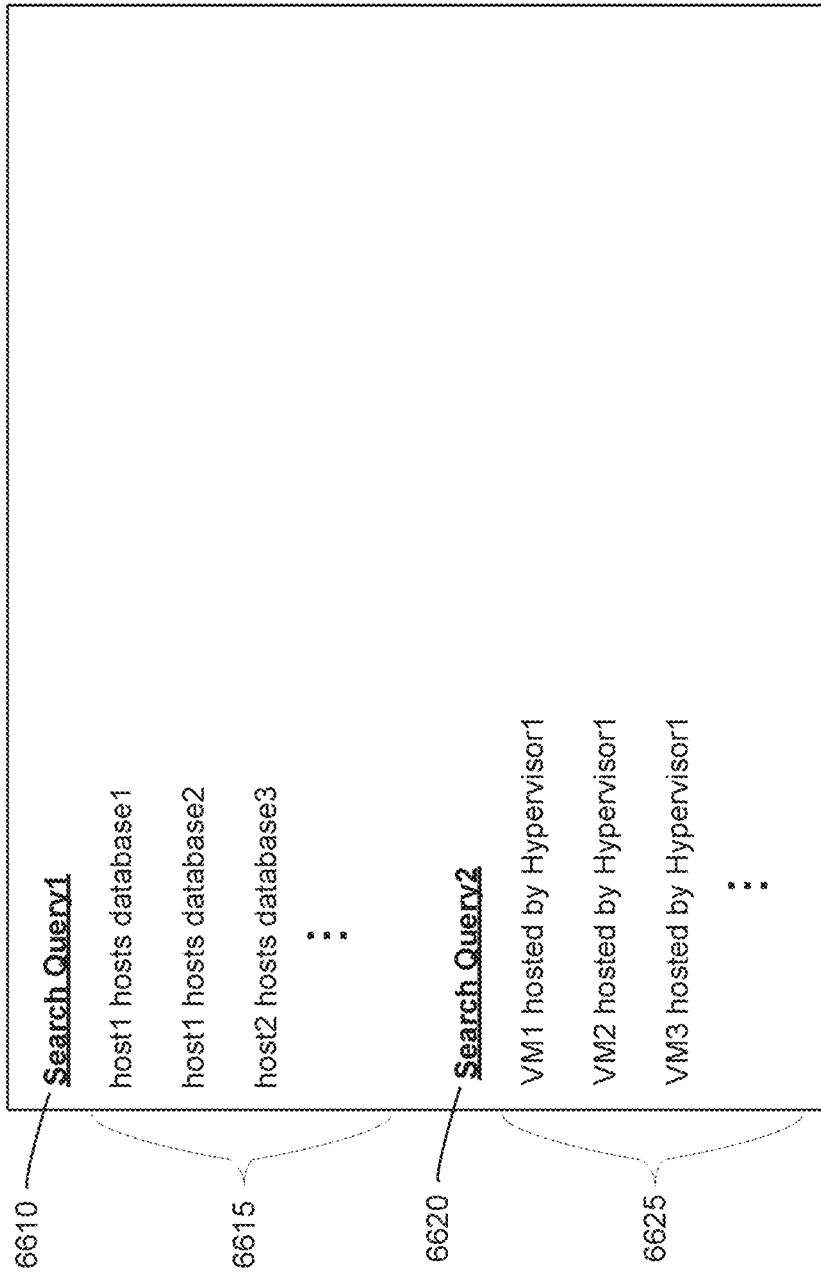 6610
Search Query1
6615
host1 hosts database1
host1 hosts database2
host2 hosts database3
⋮
6620
Search Query2
6625
VM1 hosted by Hypervisor1
VM2 hosted by Hypervisor1
VM3 hosted by Hypervisor1
⋮